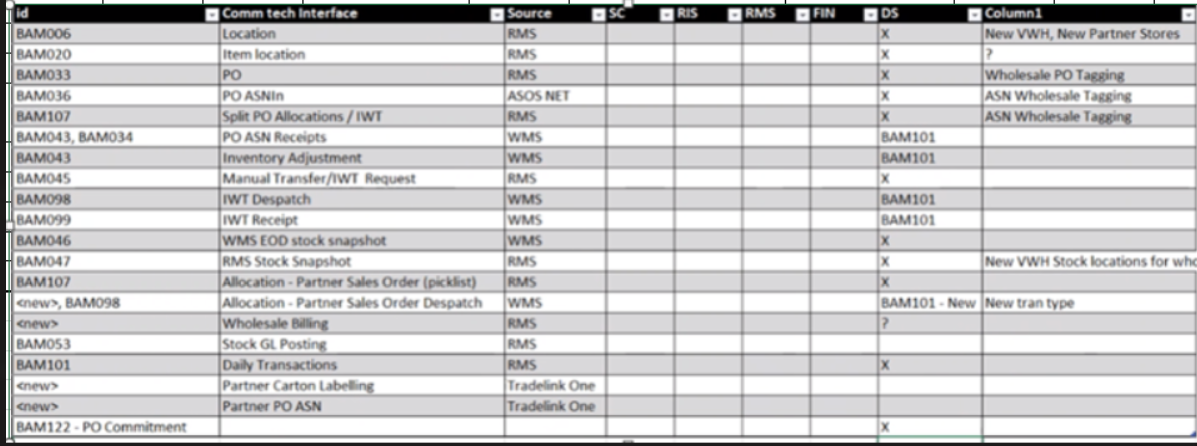 id Comm tech Interface Source SC RIS RMS FIN DS Column1
BAM006 Location RMS X New VWH, New Partner Stores
BAM020 Item location RMS X ?
BAM033 PO RMS X Wholesale PO Tagging
BAM036 PO ASNIn ASOS NET X ASN Wholesale Tagging
BAM107 Split PO Allocations / IWT RMS X ASN Wholesale Tagging
BAM043, BAM034 PO ASN Receipts WMS BAM101
BAM043 Inventory Adjustment WMS BAM101
BAM045 Manual Transfer/IWT Request RMS X
BAM098 IWT Despatch WMS BAM101
BAM099 IWT Receipt WMS BAM101
BAM046 WMS EOD stock snapshot WMS X
BAM047 RMS Stock Snapshot RMS X New VWH Stock locations for
BAM107 Allocation - Partner Sales Order (picklist) RMS X
<new>, BAM098 Allocation - Partner Sales Order Despatch WMS BAM101 - New New tran type
<new> Wholesale Billing RMS ?
BAM053 Stock GL Posting RMS
BAM101 Daily Transactions RMS X
<new> Partner Carton Labelling Tradelink One
<new> Partner PO ASN Tradelink One
BAM122 - PO Commitment X